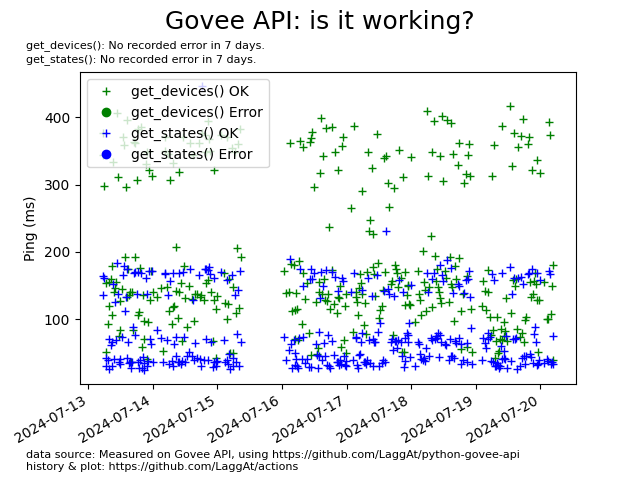 Govee API: is it working?
get_devices(): No recorded error in 7 days.
get_states(): No recorded error in 7 days.
get_devices() OK
get_devices() Error
get_states() OK
get_states() Error
Ping (ms)
400
300
200
100
2024-07-13
2024-07-14
2024-07-15
2024-07-16
2024-07-17
2024-07-18
2024-07-19
2024-07-20
data source: Measured on Govee API, using https://github.com/LaggAt/python-govee-api
history & plot: https://github.com/LaggAt/actions